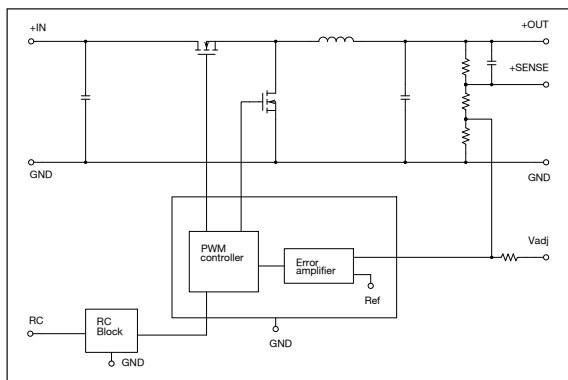 +IN
+OUT
+SENSE
GND
GND
PWM
controller
Error
amplifier
Vadj
Ref
RC
RC
Block
GND
GND